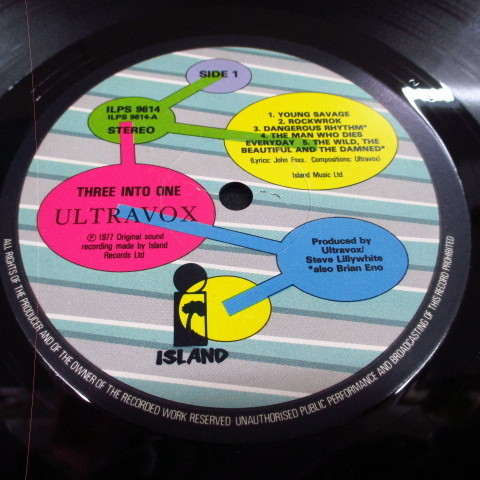 SIDE 1
ILPS 9614
ILPS 9614-A
STEREO
1. YOUNG SAVAGE
2. ROCKWROK
3. DANGEROUS RHYTHM*
4. THE MAN WHO DIES
EVERYDAY 5. THE WILD, THE
BEAUTIFUL AND THE DAMNED*
(Lyrics: John Foxx. Compositions: Ultravox)
Island Music Ltd
THREE INTO ONE
ULTRAVOX
℗ 1977 Original sound
recording made by Island
Records Ltd
Produced by
Ultravox/
Steve Lillywhite
*also Brian Eno
ISLAND
ALL RIGHTS OF THE PRODUCER AND OF THE OWNER OF THE RECORDED WORK RESERVED UNAUTHORISED PUBLIC PERFORMANCE AND BROADCASTING OF THIS RECORD PROHIBITED